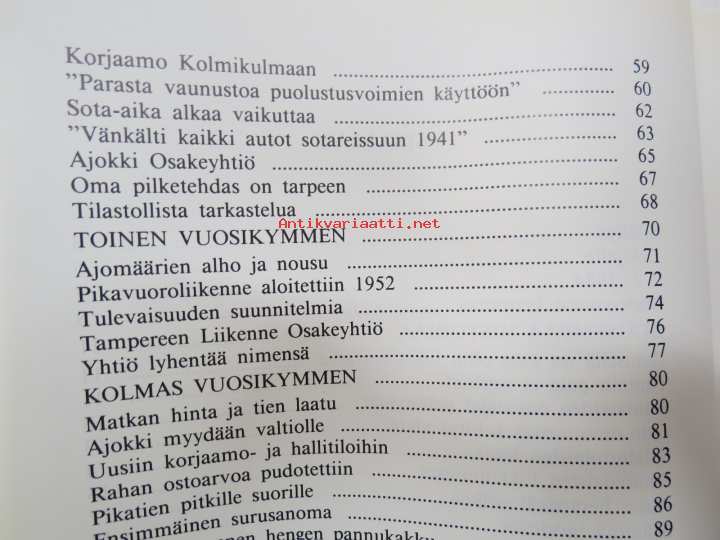 Korjaamo Kolmikulmaan ........ 59
”Parasta vaunustoa puolustusvoimien käyttöön” ........ 60
Sota-aika alkaa vaikuttaa ........ 62
”Vänkälti kaikki autot sotareissuun 1941” ........ 63
Ajokki Osakeyhtiö ........ 65
Oma pilketehdas on tarpeen ........ 67
Tilastollista tarkastelua ........ 68
Antikvariaatti.net
TOINEN VUOSIKYMMEN ........ 70
Ajomäärien alho ja nousu ........ 71
Pikavuoroliikenne aloitettiin 1952 ........ 72
Tulevaisuuden suunnitelmia ........ 74
Tampereen Liikenne Osakeyhtiö ........ 76
Yhtiö lyhentää nimensä ........ 77
KOLMAS VUOSIKYMMEN ........ 80
Matkan hinta ja tien laatu ........ 80
Ajokki myydään valtiolle ........ 81
Uusiin korjaamo- ja hallitiloihin ........ 83
Rahan ostoarvoa pudotettiin ........ 85
Pikatien pitkille suorille ........ 86
Ensimmäinen surusanoma ........ 89
hengen pannukakku